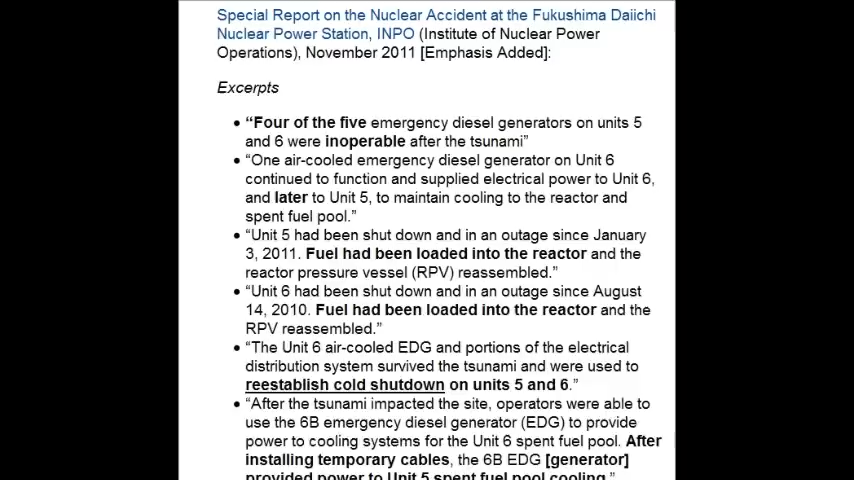 Special Report on the Nuclear Accident at the Fukushima Daiichi
Nuclear Power Station, INPO (Institute of Nuclear Power
Operations), November 2011 [Emphasis Added]:
Excerpts
• “Four of the five emergency diesel generators on units 5
and 6 were inoperable after the tsunami”
• “One air-cooled emergency diesel generator on Unit 6
continued to function and supplied electrical power to Unit 6,
and later to Unit 5, to maintain cooling to the reactor and
spent fuel pool.”
• “Unit 5 had been shut down and in an outage since January
3, 2011. Fuel had been loaded into the reactor and the
reactor pressure vessel (RPV) reassembled.”
• “Unit 6 had been shut down and in an outage since August
14, 2010. Fuel had been loaded into the reactor and the
RPV reassembled.”
• “The Unit 6 air-cooled EDG and portions of the electrical
distribution system survived the tsunami and were used to
reestablish cold shutdown on units 5 and 6.”
• “After the tsunami impacted the site, operators were able to
use the 6B emergency diesel generator (EDG) to provide
power to cooling systems for the Unit 6 spent fuel pool. After
installing temporary cables, the 6B EDG [generator]
provided power to Unit 5 spent fuel pool cooling.”